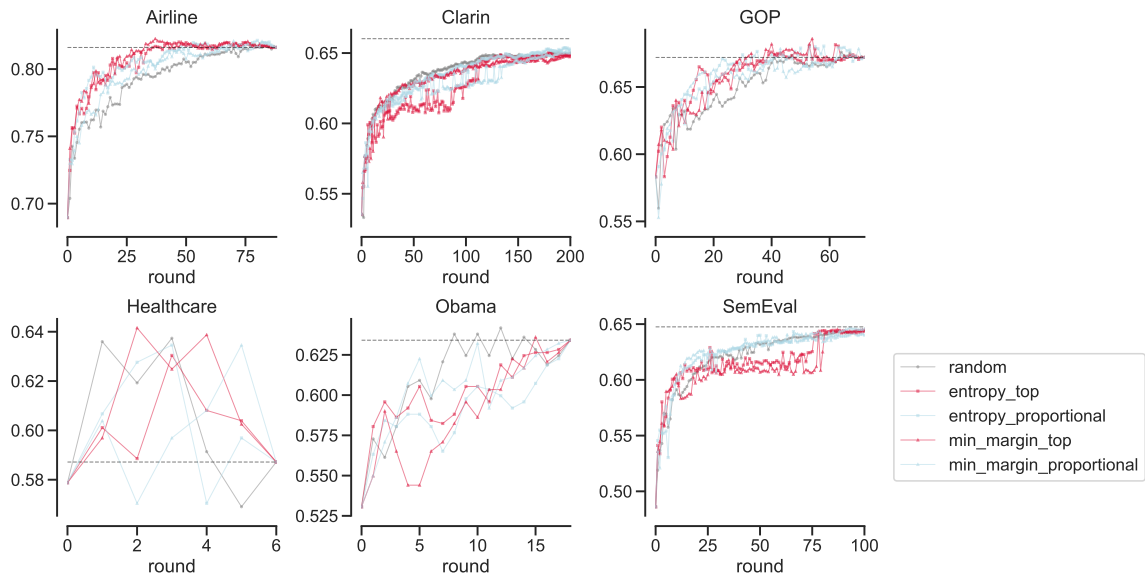 Airline
0.80
0.75
0.70
0 25 50 75
round
Clarin
0.65
0.60
0.55
0 50 100 150 200
round
GOP
0.65
0.60
0.55
0 20 40 60
round
Healthcare
0.64
0.62
0.60
0.58
0 2 4 6
round
Obama
0.625
0.600
0.575
0.550
0.525
0 5 10 15
round
SemEval
0.65
0.60
0.55
0.50
0 25 50 75 100
round
random
entropy_top
entropy_proportional
min_margin_top
min_margin_proportional